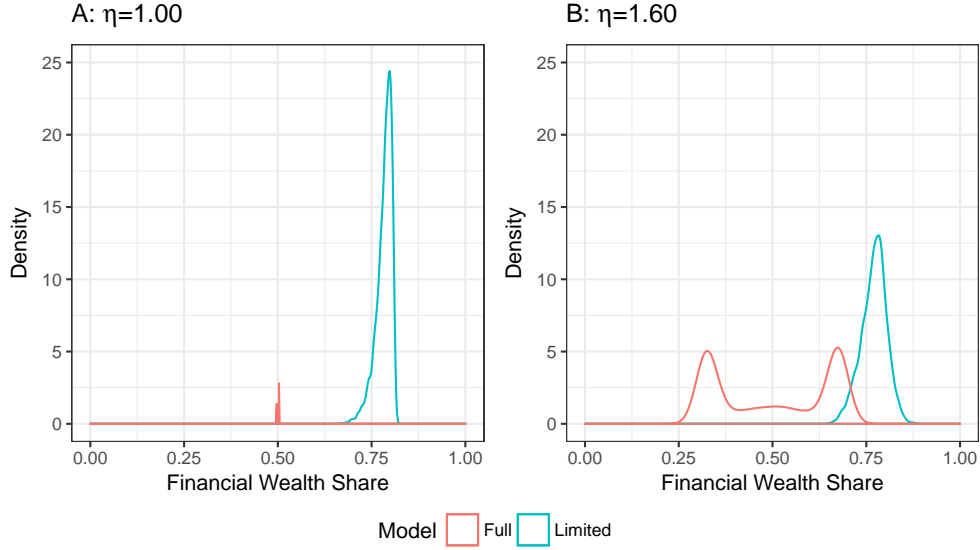 A: η=1.00
B: η=1.60
Density
25
20
15
10
5
0
0.00 0.25 0.50 0.75 1.00
Financial Wealth Share
Density
25
20
15
10
5
0
0.00 0.25 0.50 0.75 1.00
Financial Wealth Share
Model Full Limited